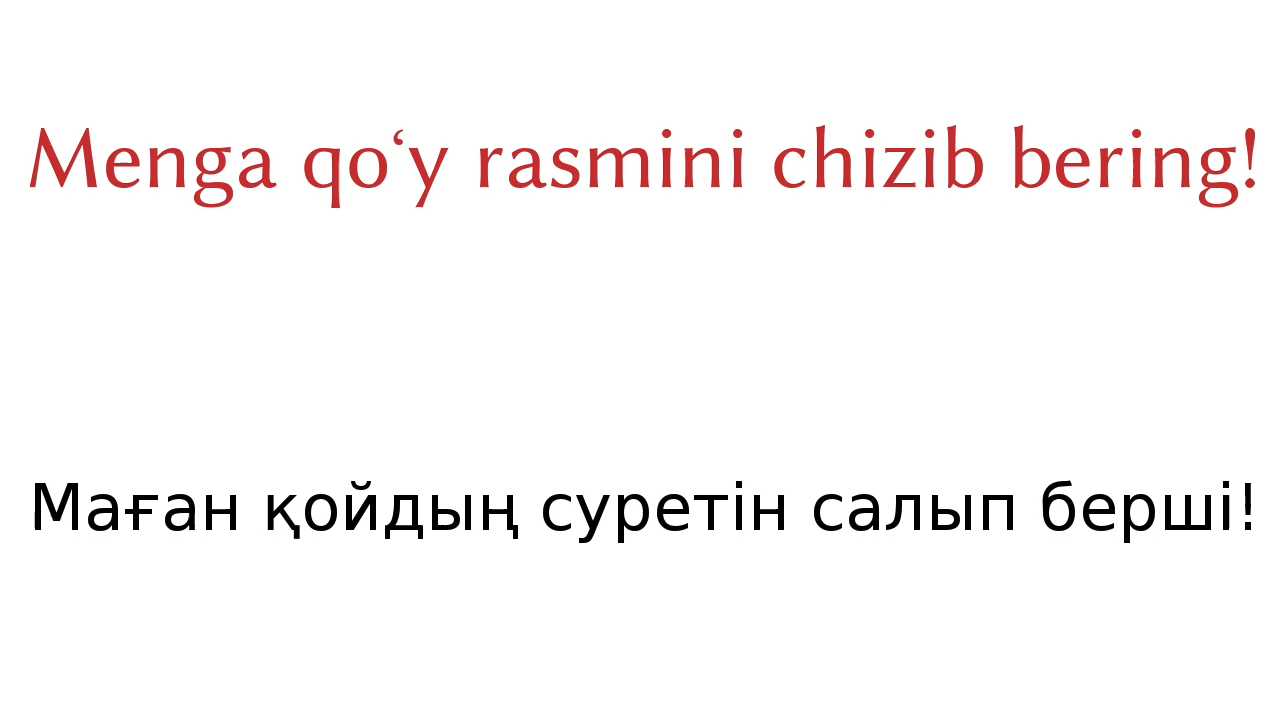 Menga qo‘y rasmini chizib bering!
Маған қойдың суретін салып берші!